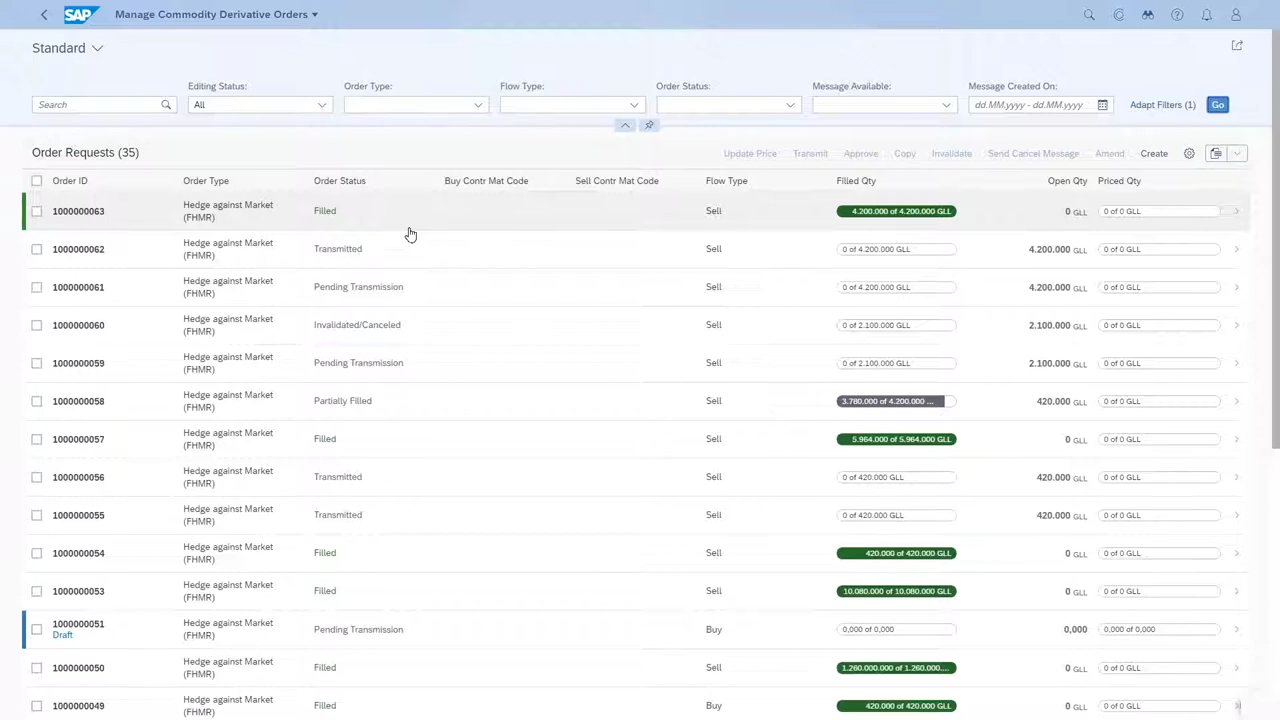 SAP Manage Commodity Derivative Orders
Standard
Editing Status: Order Type: Flow Type: Order Status: Message Available: Message Created On:
Search All dd.MM.yyyy - dd.MM.yyyy Adapt Filters (1) Go
Order Requests (35) Update Price Transmit Approve Copy Invalidate Send Cancel Message Amend Create
Order ID Order Type Order Status Buy Contr Mat Code Sell Contr Mat Code Flow Type Filled Qty Open Qty Priced Qty
1000000063 Hedge against Market (FHMR) Filled Sell 4.200.000 of 4.200.000 GLL 0 GLL 0 of 0 GLL
1000000062 Hedge against Market (FHMR) Transmitted Sell 0 of 4.200.000 GLL 4.200.000 GLL 0 of 0 GLL
1000000061 Hedge against Market (FHMR) Pending Transmission Sell 0 of 4.200.000 GLL 4.200.000 GLL 0 of 0 GLL
1000000060 Hedge against Market (FHMR) Invalidated/Canceled Sell 0 of 2.100.000 GLL 2.100.000 GLL 0 of 0 GLL
1000000059 Hedge against Market (FHMR) Pending Transmission Sell 0 of 2.100.000 GLL 2.100.000 GLL 0 of 0 GLL
1000000058 Hedge against Market (FHMR) Partially Filled Sell 3.780.000 of 4.200.000 ... 420.000 GLL 0 of 0 GLL
1000000057 Hedge against Market (FHMR) Filled Sell 5.964.000 of 5.964.000 GLL 0 GLL 0 of 0 GLL
1000000056 Hedge against Market (FHMR) Transmitted Sell 0 of 420.000 GLL 420.000 GLL 0 of 0 GLL
1000000055 Hedge against Market (FHMR) Transmitted Sell 0 of 420.000 GLL 420.000 GLL 0 of 0 GLL
1000000054 Hedge against Market (FHMR) Filled Sell 420.000 of 420.000 GLL 0 GLL 0 of 0 GLL
1000000053 Hedge against Market (FHMR) Filled Sell 10.080.000 of 10.080.000 GLL 0 GLL 0 of 0 GLL
1000000051 Draft Hedge against Market (FHMR) Pending Transmission Buy 0,000 of 0,000 0,000 0,000 of 0,000
1000000050 Hedge against Market (FHMR) Filled Sell 1.260.000.000 of 1.260.000.... 0 GLL 0 of 0 GLL
1000000049 Hedge against Market (FHMR) Filled Buy 420.000 of 420.000 GLL 0 GLL 0 of 0 GLL